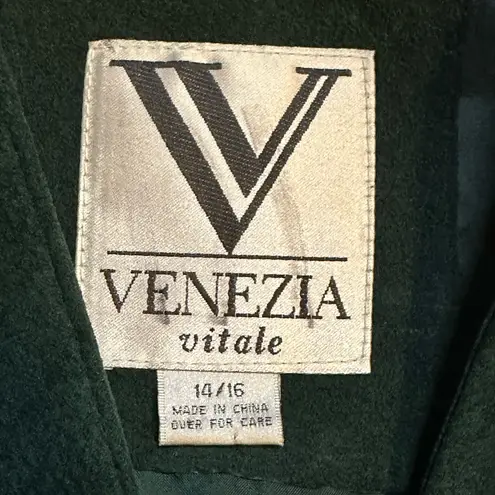 V
VENEZIA
vitale
14/16
MADE IN CHINA
OVER FOR CARE